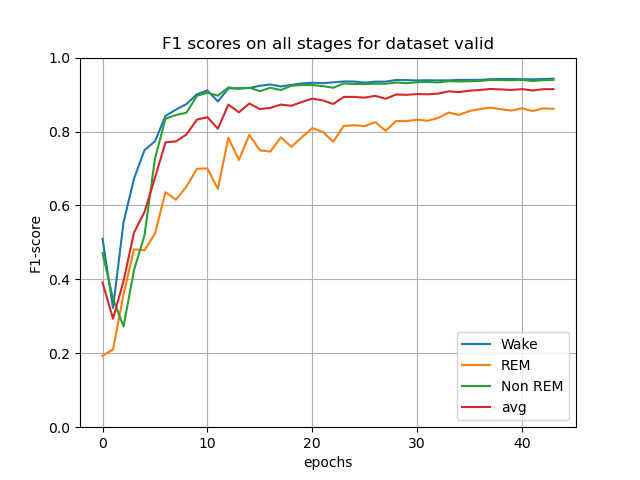 F1 scores on all stages for dataset valid
1.0
0.8
0.6
0.4
0.2
0.0
F1-score
0
10
20
30
40
epochs
Wake
REM
Non REM
avg